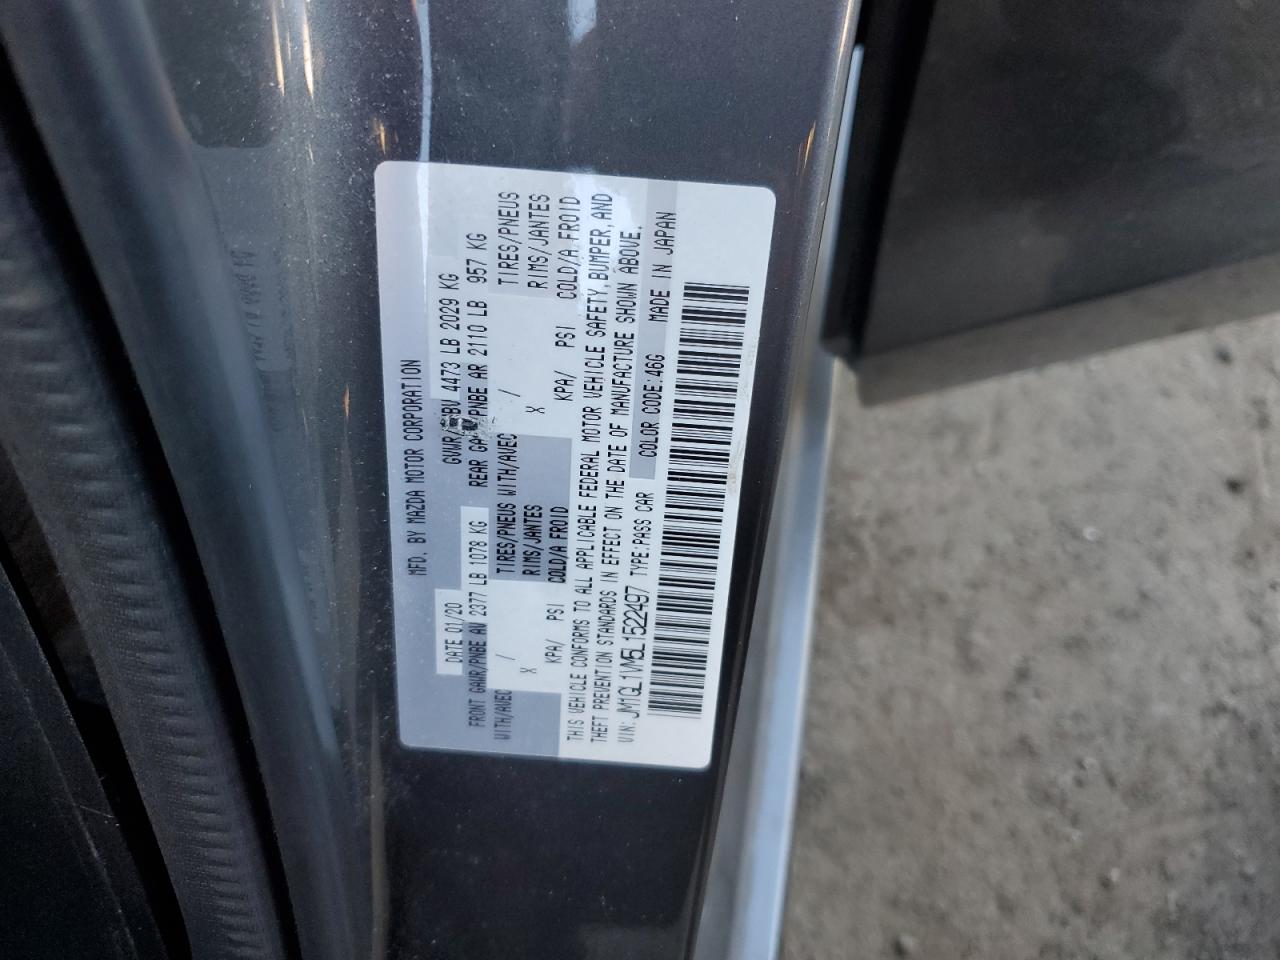 MFD. BY MAZDA MOTOR CORPORATION
DATE 01/20 GVWR/PBV 4473 LB 2029 KG
FRONT GAWR/PNBE AV 2377 LB 1078 KG REAR PNBE AR 2110 LB 957 KG
WITH/AVEC TIRES/PNEUS WITH/AVEC TIRES/PNEUS
X / RIMS/JANTES X / RIMS/JANTES
KPA/ PSI COLD/A FROID KPA/ PSI COLD/A FROID
THIS VEHICLE CONFORMS TO ALL APPLICABLE FEDERAL MOTOR VEHICLE SAFETY, BUMPER, AND
THEFT PREVENTION STANDARDS IN EFFECT ON THE DATE OF MANUFACTURE SHOWN ABOVE.
VIN: JM1GL1VM5L1522497 TYPE:PASS CAR COLOR CODE:46G MADE IN JAPAN